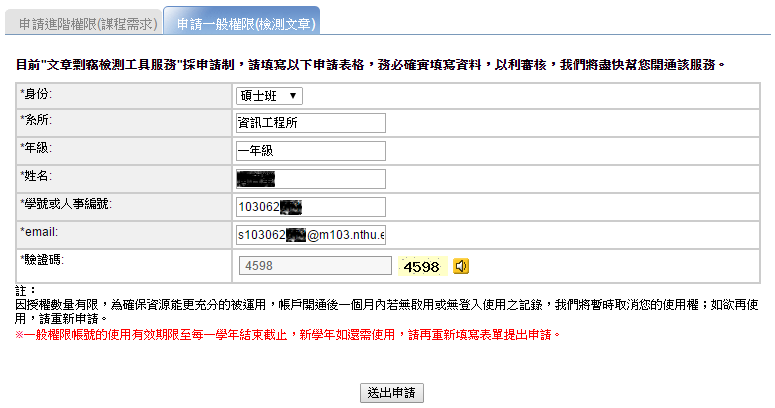 申請進階權限(課程需求) 申請一般權限(檢測文章)
目前"文章剽竊檢測工具服務"採申請制，請填寫以下申請表格，務必確實填寫資料，以利審核，我們將盡快幫您開通該服務。
*身份: 碩士班
*系所: 資訊工程所
*年級: 一年級
*姓名:
*學號或人事編號: 103062
*email: s103062 @m103.nthu.e
*驗證碼: 4598 4598
註：
因授權數量有限，為確保資源能更充分的被運用，帳戶開通後一個月內若無啟用或無登入使用之記錄，我們將暫時取消您的使用權；如欲再使
用，請重新申請。
※一般權限帳號的使用有效期限至每一學年結束截止，新學年如還需使用，請再重新填寫表單提出申請。
送出申請